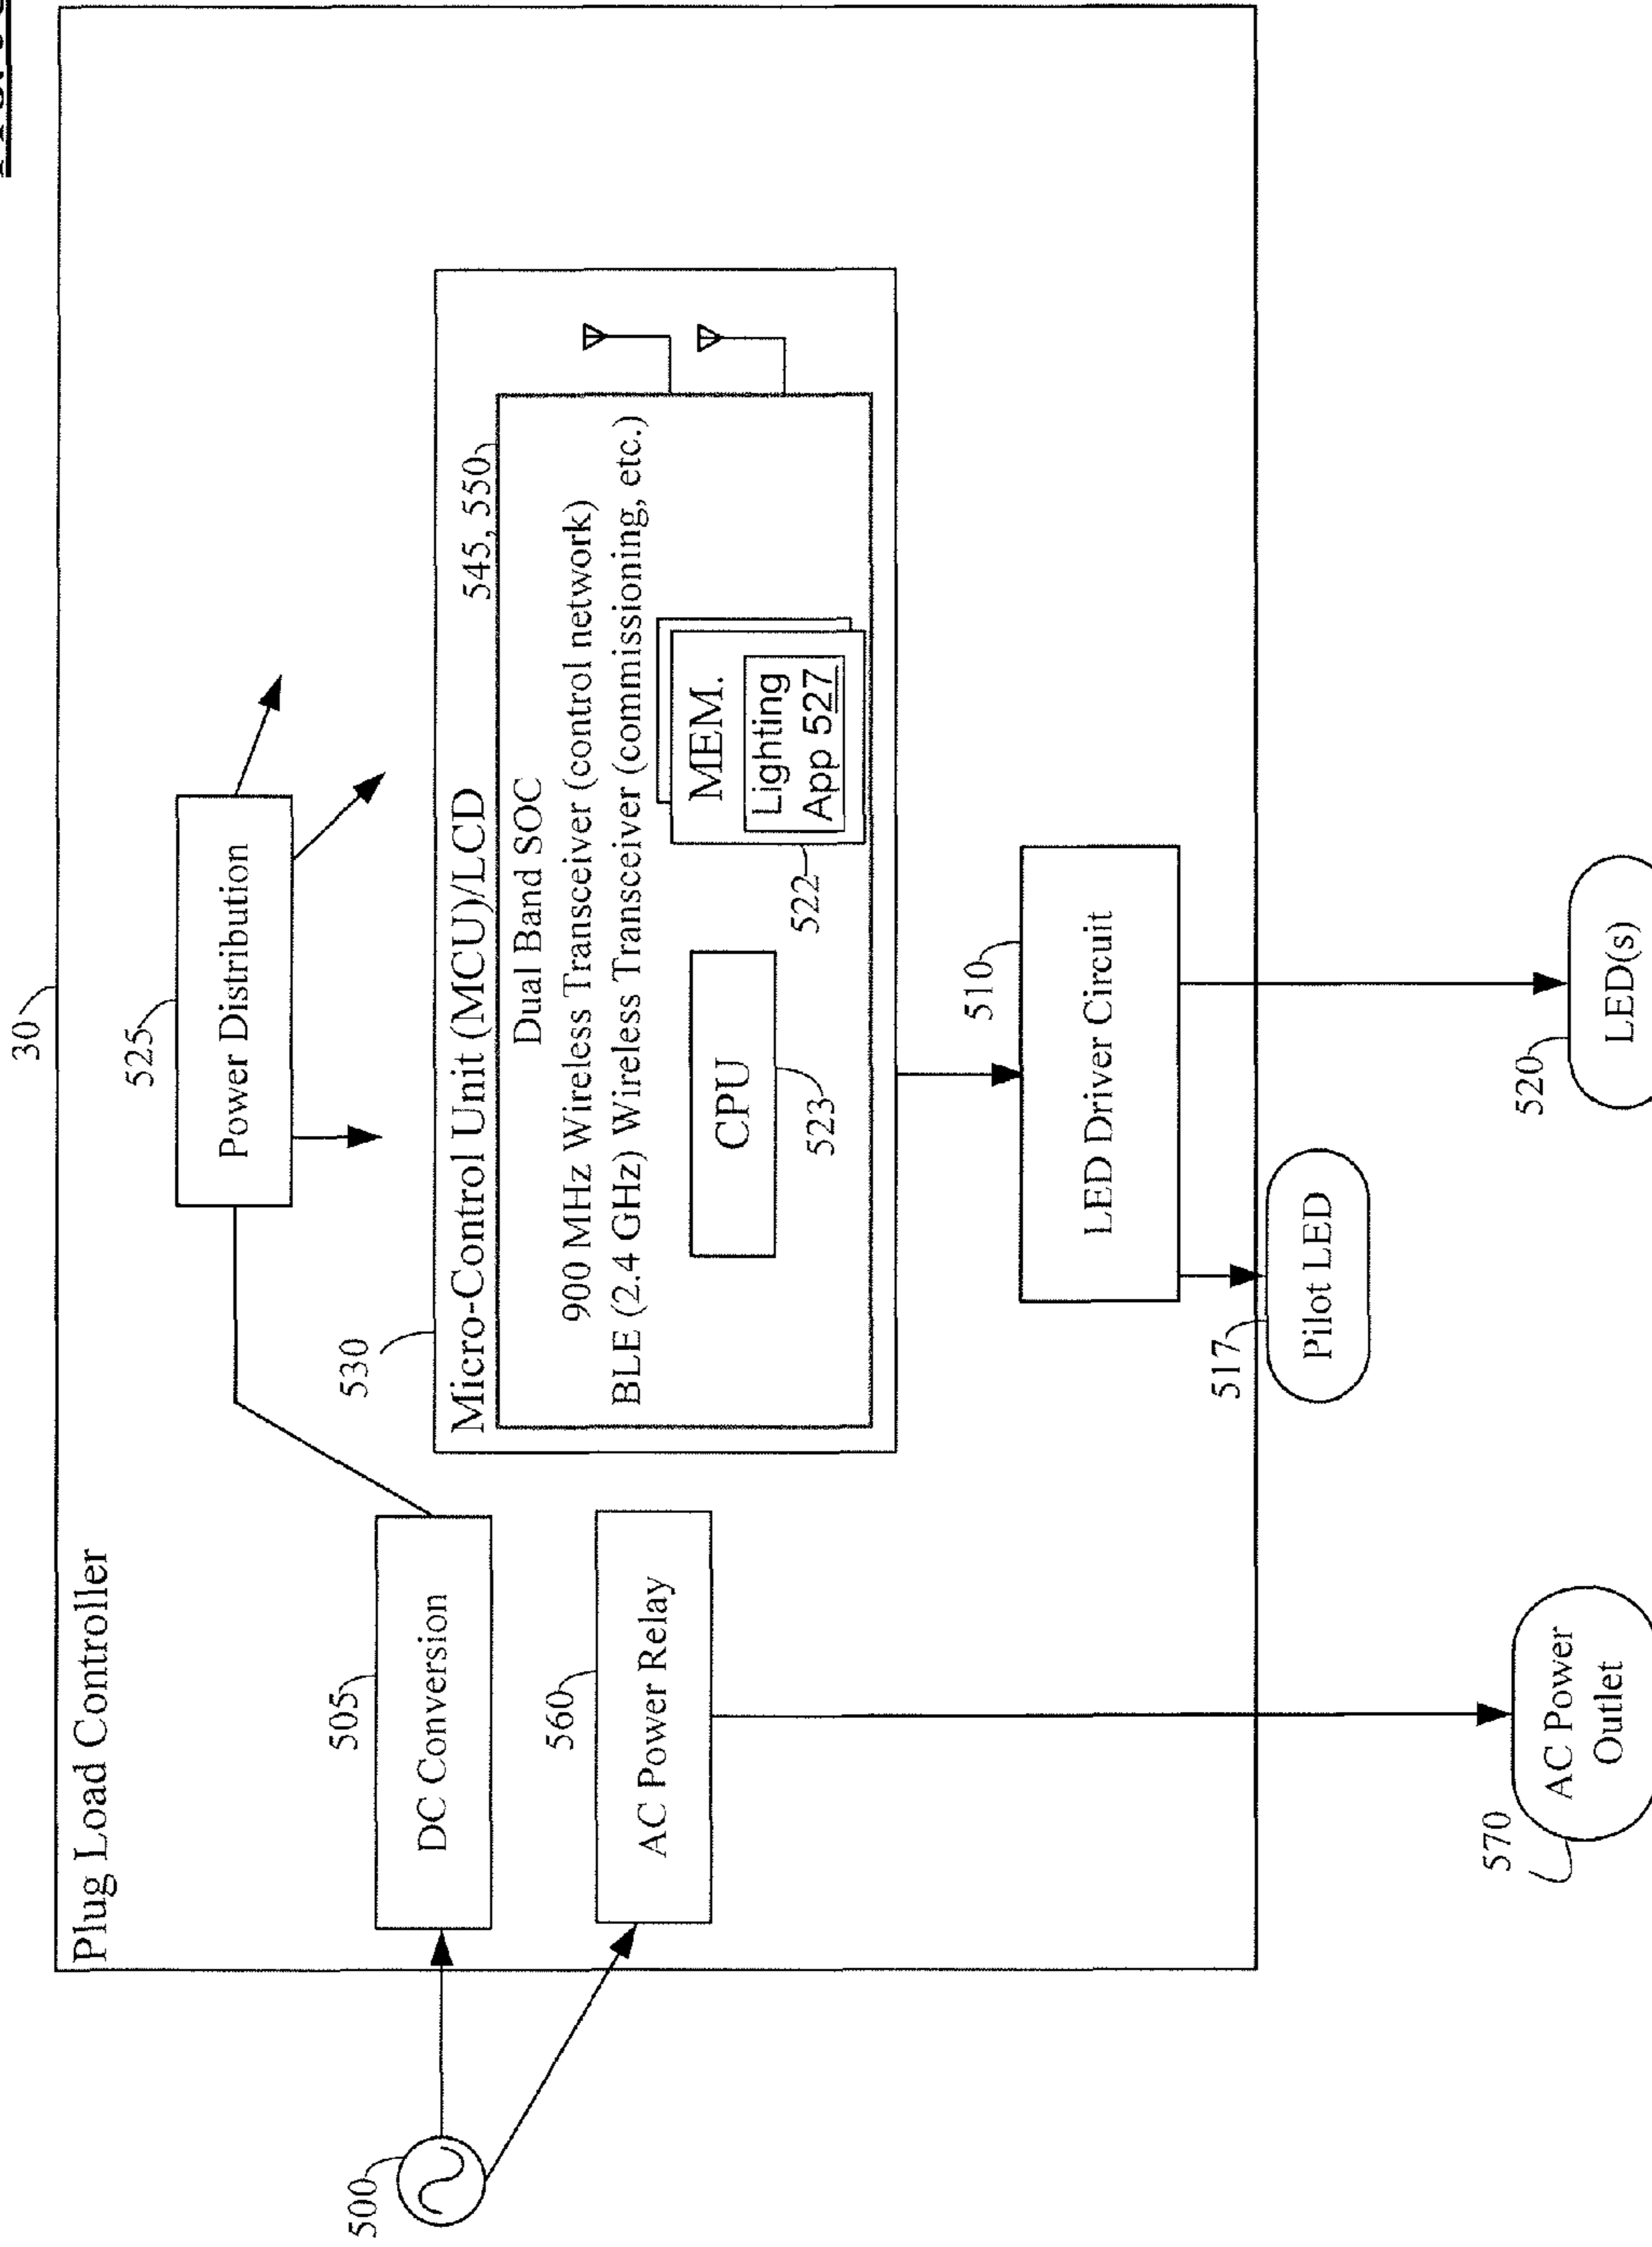 30
Plug Load Controller
525
Power Distribution
505
DC Conversion
500
560
AC Power Relay
530
Micro-Control Unit (MCU)/LCD
545, 550
Dual Band SOC
900 MHz Wireless Transceiver (control network)
BLE (2.4 GHz) Wireless Transceiver (commissioning, etc.)
CPU
523
MEM.
Lighting
App 527
522
510
LED Driver Circuit
517
Pilot LED
520
LED(s)
570
AC Power
Outlet